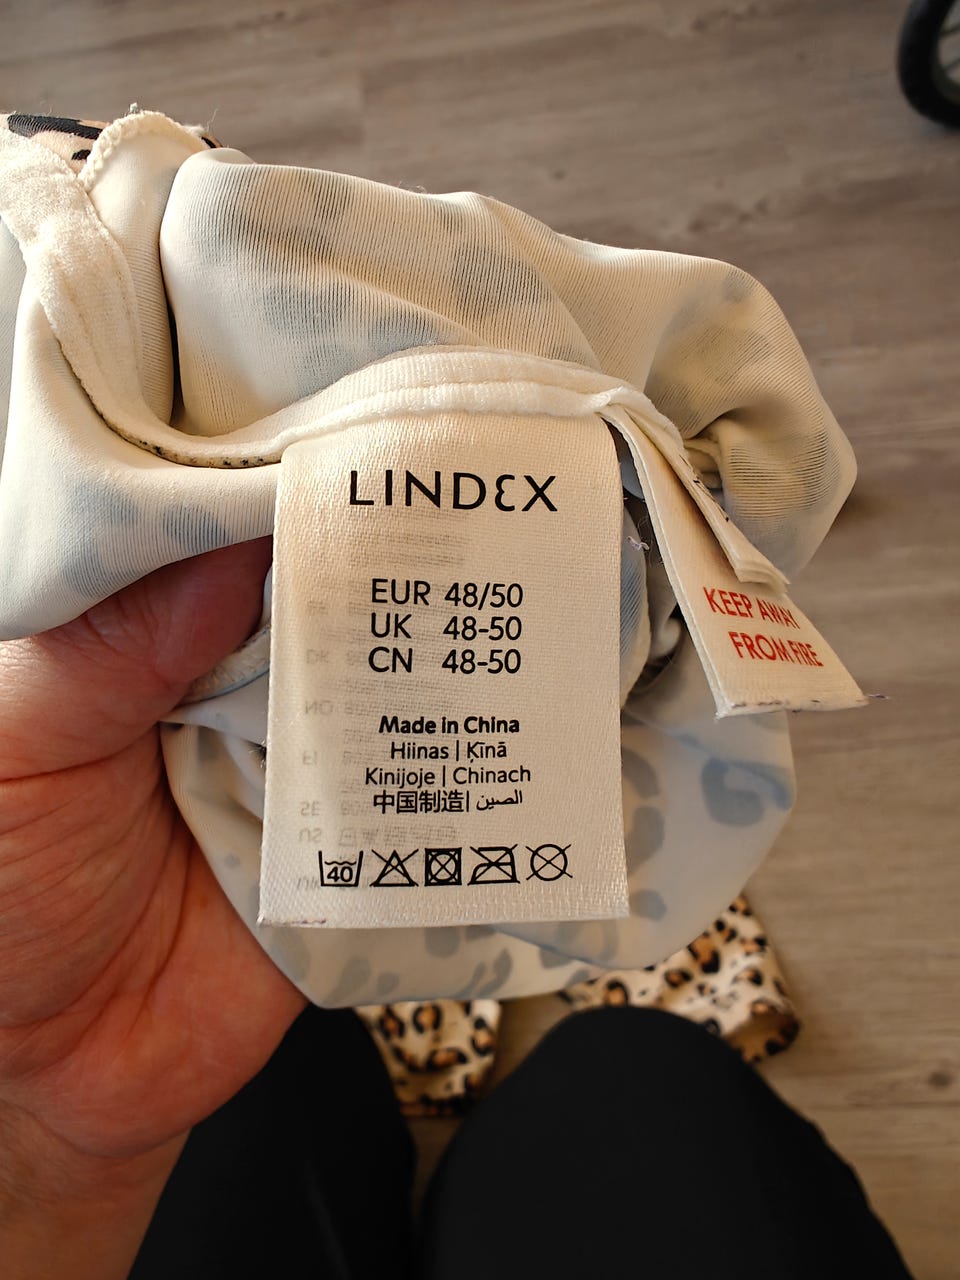 LINDEX
EUR 48/50
UK 48-50
CN 48-50
Made in China
Hiinas | Ķīnā
Kinijoje | Chinach
中国制造| الصين
40
KEEP AWAY
FROM FIRE